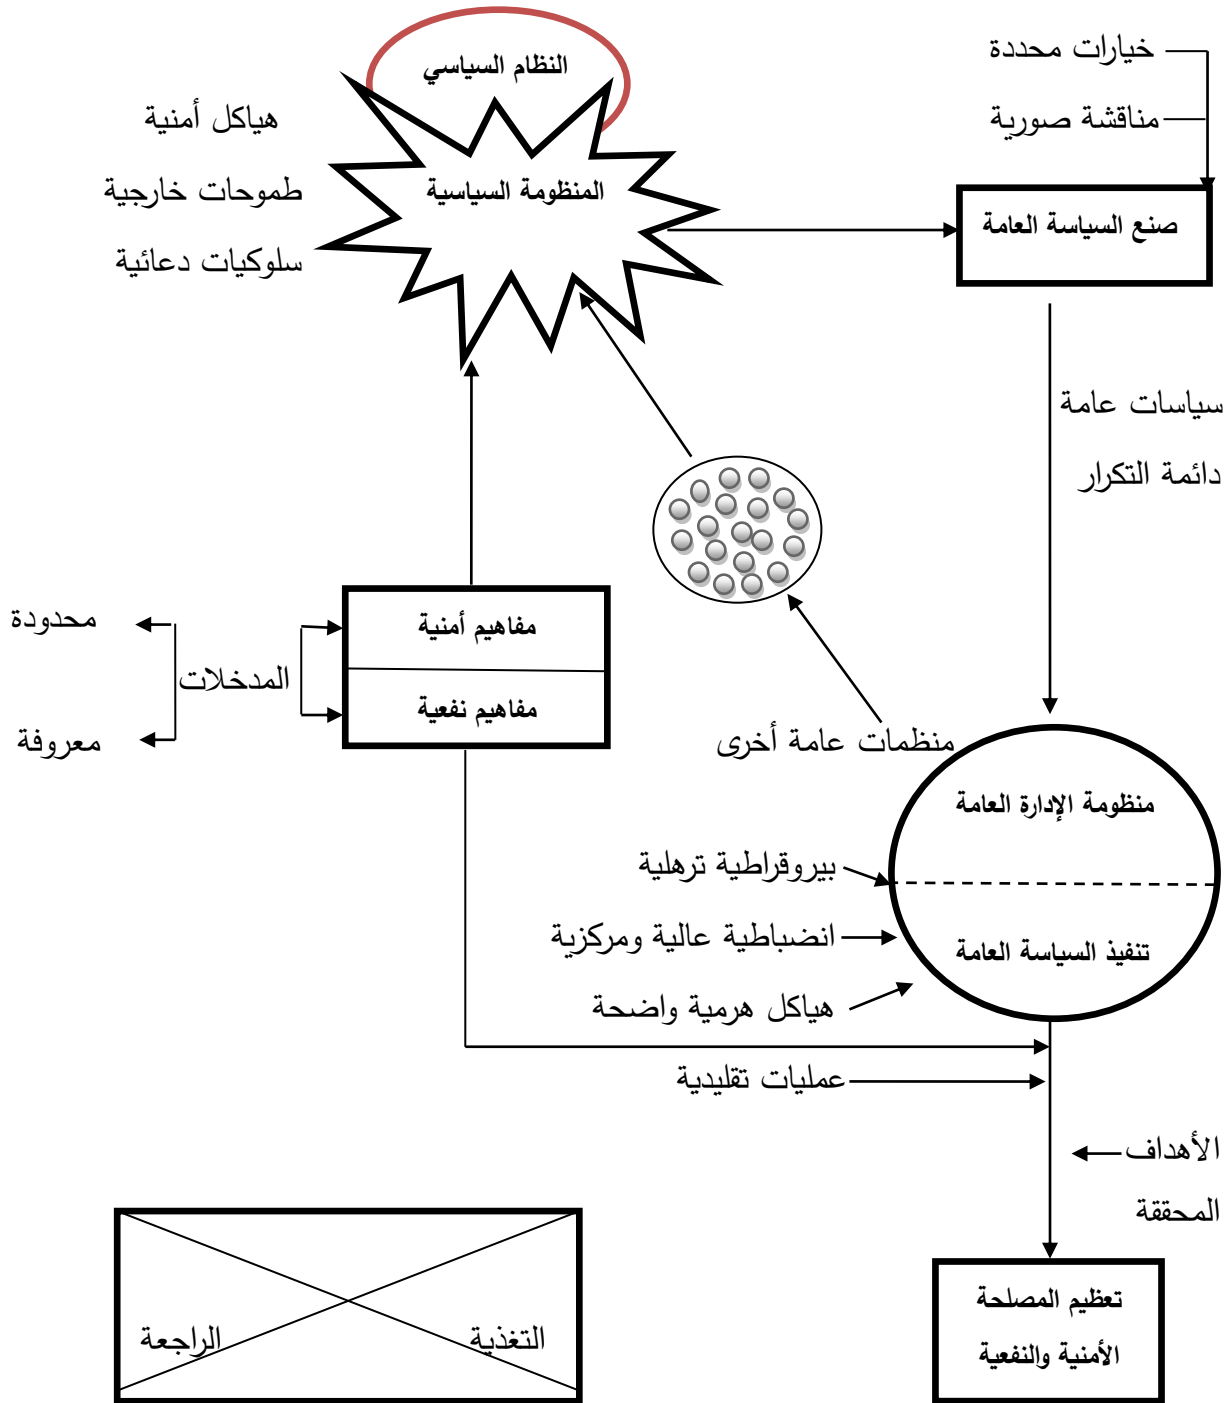 النظام السياسي
خيارات محددة
هياكل أمنية
مناقشة صورية
طموحات خارجية
المنظومة السياسية
صنع السياسة العامة
سلوكيات دعائية
سياسات عامة
دائمة التكرار
محدودة
مفاهيم أمنية
المدخلات
مفاهيم نفعية
معروفة
منظمات عامة أخرى
منظومة الإدارة العامة
بيروقراطية ترهلية
انضباطية عالية ومركزية
تنفيذ السياسة العامة
هياكل هرمية واضحة
عمليات تقليدية
الأهداف
المحققة
تعظيم المصلحة
الأمنية والنفعية
التغذية
الراجعة